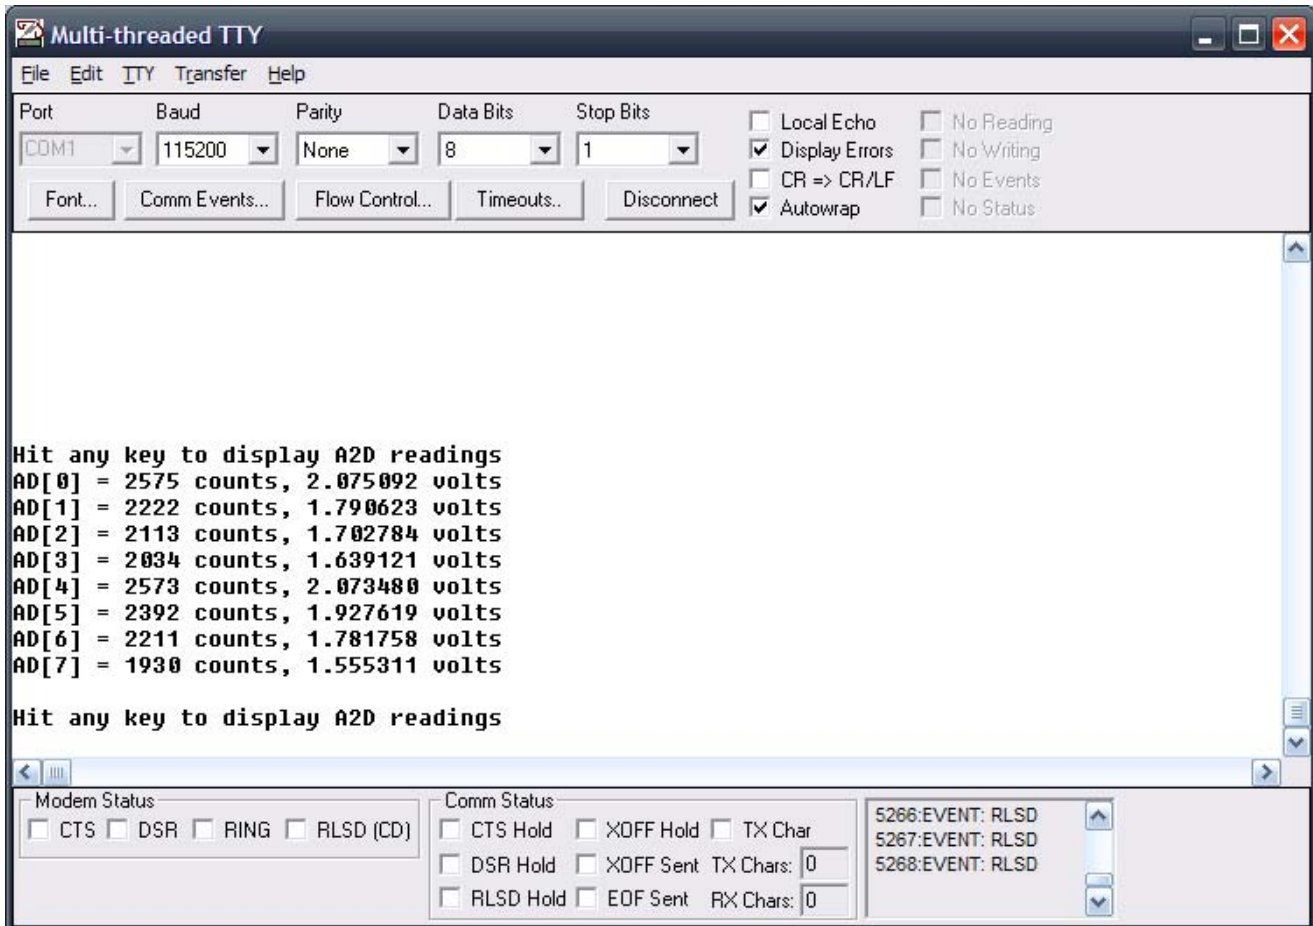 Multi-threaded TTY
File Edit TTY Transfer Help
Port Baud Parity Data Bits Stop Bits
COM1 115200 None 8 1
Local Echo No Reading
Display Errors No Writing
CR => CR/LF No Events
Autowrap No Status
Font... Comm Events... Flow Control... Timeouts.. Disconnect
Hit any key to display A2D readings
AD[0] = 2575 counts, 2.075092 volts
AD[1] = 2222 counts, 1.790623 volts
AD[2] = 2113 counts, 1.702784 volts
AD[3] = 2034 counts, 1.639121 volts
AD[4] = 2573 counts, 2.073480 volts
AD[5] = 2392 counts, 1.927619 volts
AD[6] = 2211 counts, 1.781758 volts
AD[7] = 1930 counts, 1.555311 volts
Hit any key to display A2D readings
Modem Status
CTS DSR RING RLSD (CD)
Comm Status
CTS Hold XOFF Hold TX Char
DSR Hold XOFF Sent TX Chars: 0
RLSD Hold EOF Sent RX Chars: 0
5266:EVENT: RLSD
5267:EVENT: RLSD
5268:EVENT: RLSD